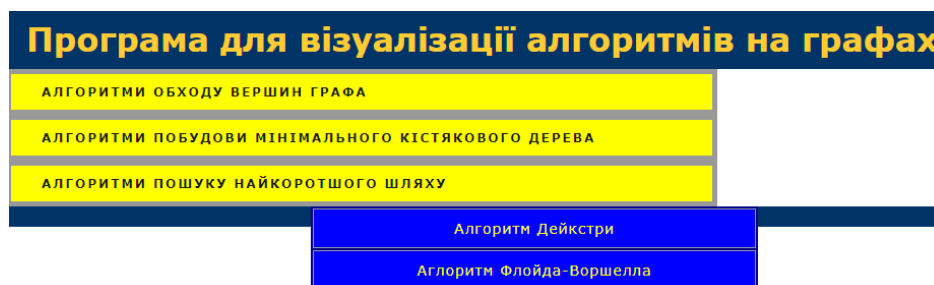 Програма для візуалізації алгоритмів на графах
АЛГОРИТМИ ОБХОДУ ВЕРШИН ГРАФА
АЛГОРИТМИ ПОБУДОВИ МІНІМАЛЬНОГО КІСТЯКОВОГО ДЕРЕВА
АЛГОРИТМИ ПОШУКУ НАЙКОРОТШОГО ШЛЯХУ
Алгоритм Дейкстри
Аглоритм Флойда-Воршелла